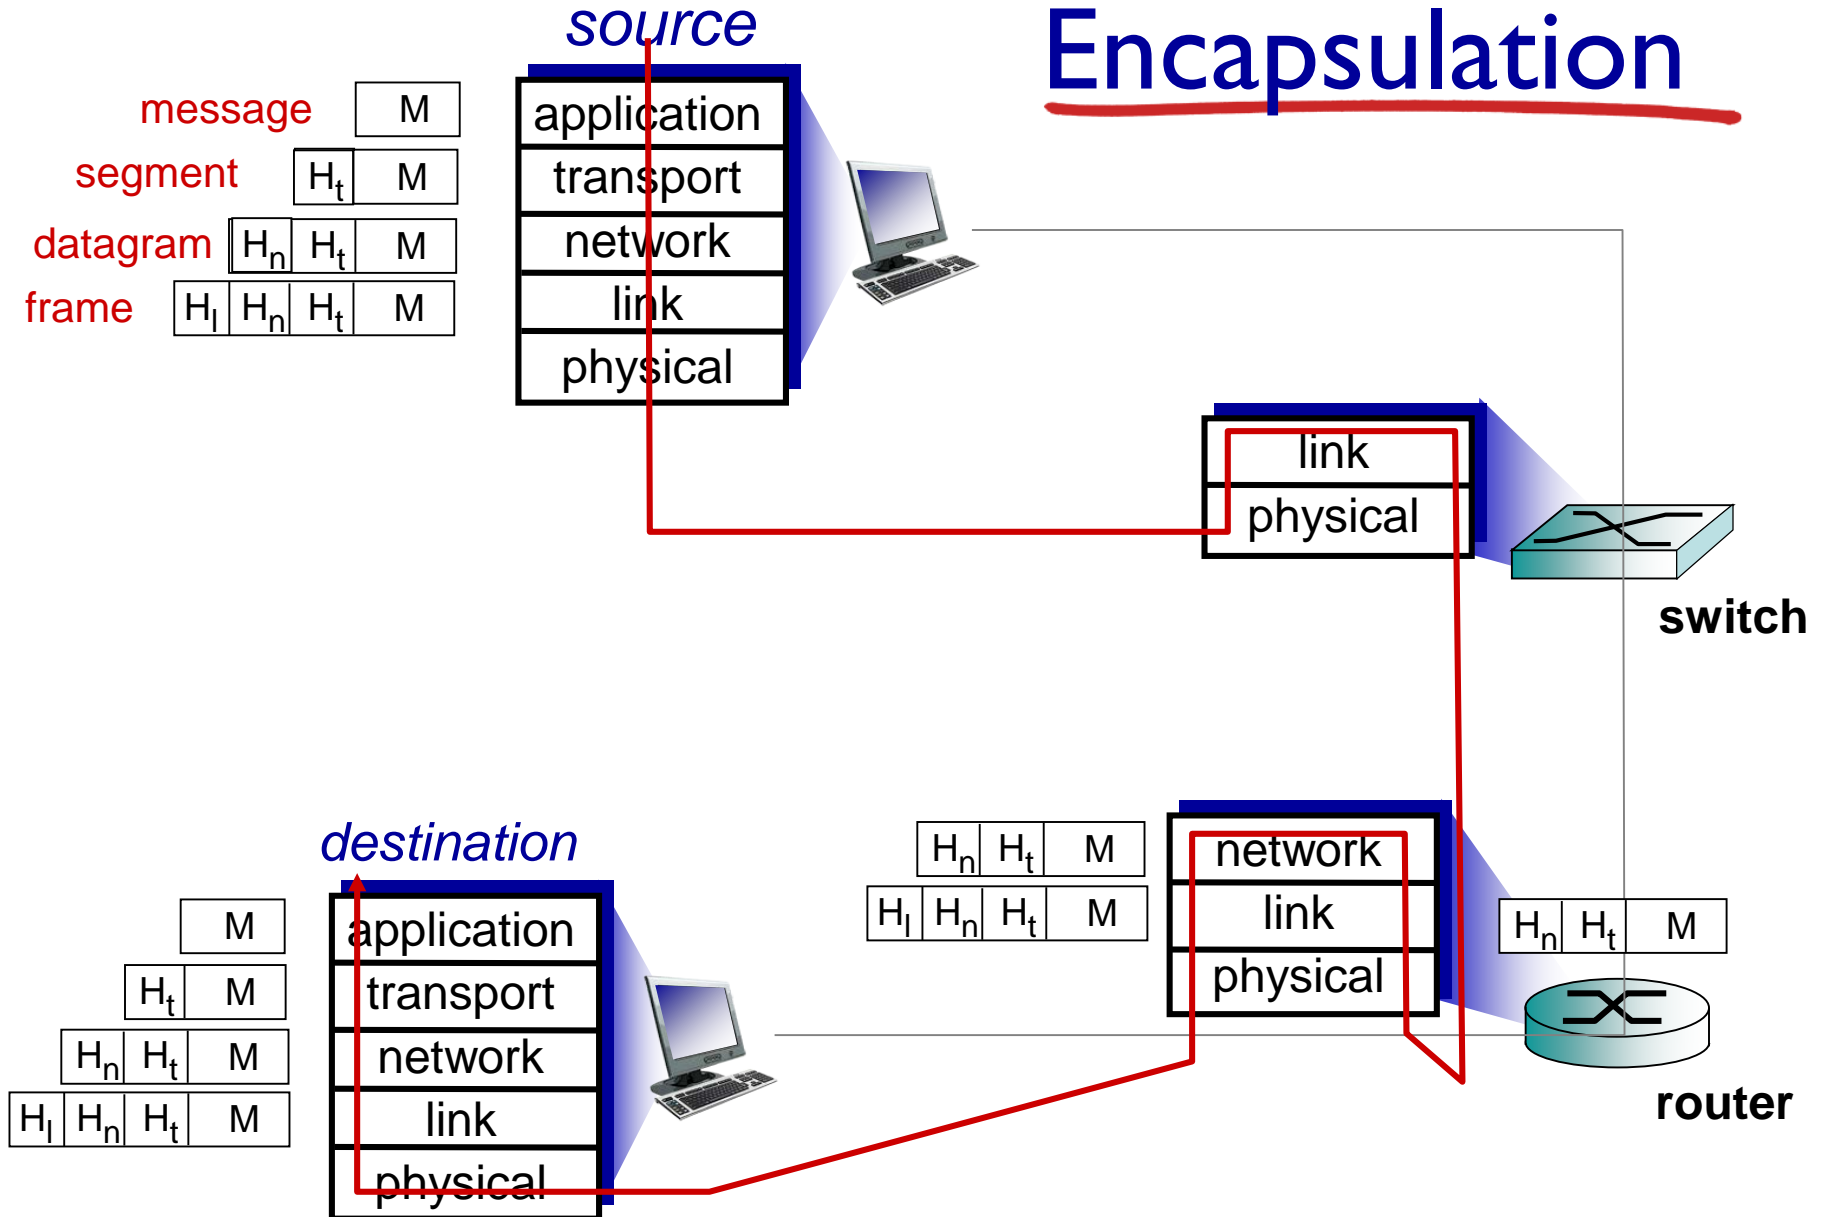 source
Encapsulation
message M
segment Ht M
datagram Hn Ht M
frame Hl Hn Ht M
application
transport
network
link
physical
link
physical
switch
destination
M
Ht M
Hn Ht M
Hl Hn Ht M
application
transport
network
link
physical
Hn Ht M
Hl Hn Ht M
network
link
physical
Hn Ht M
router